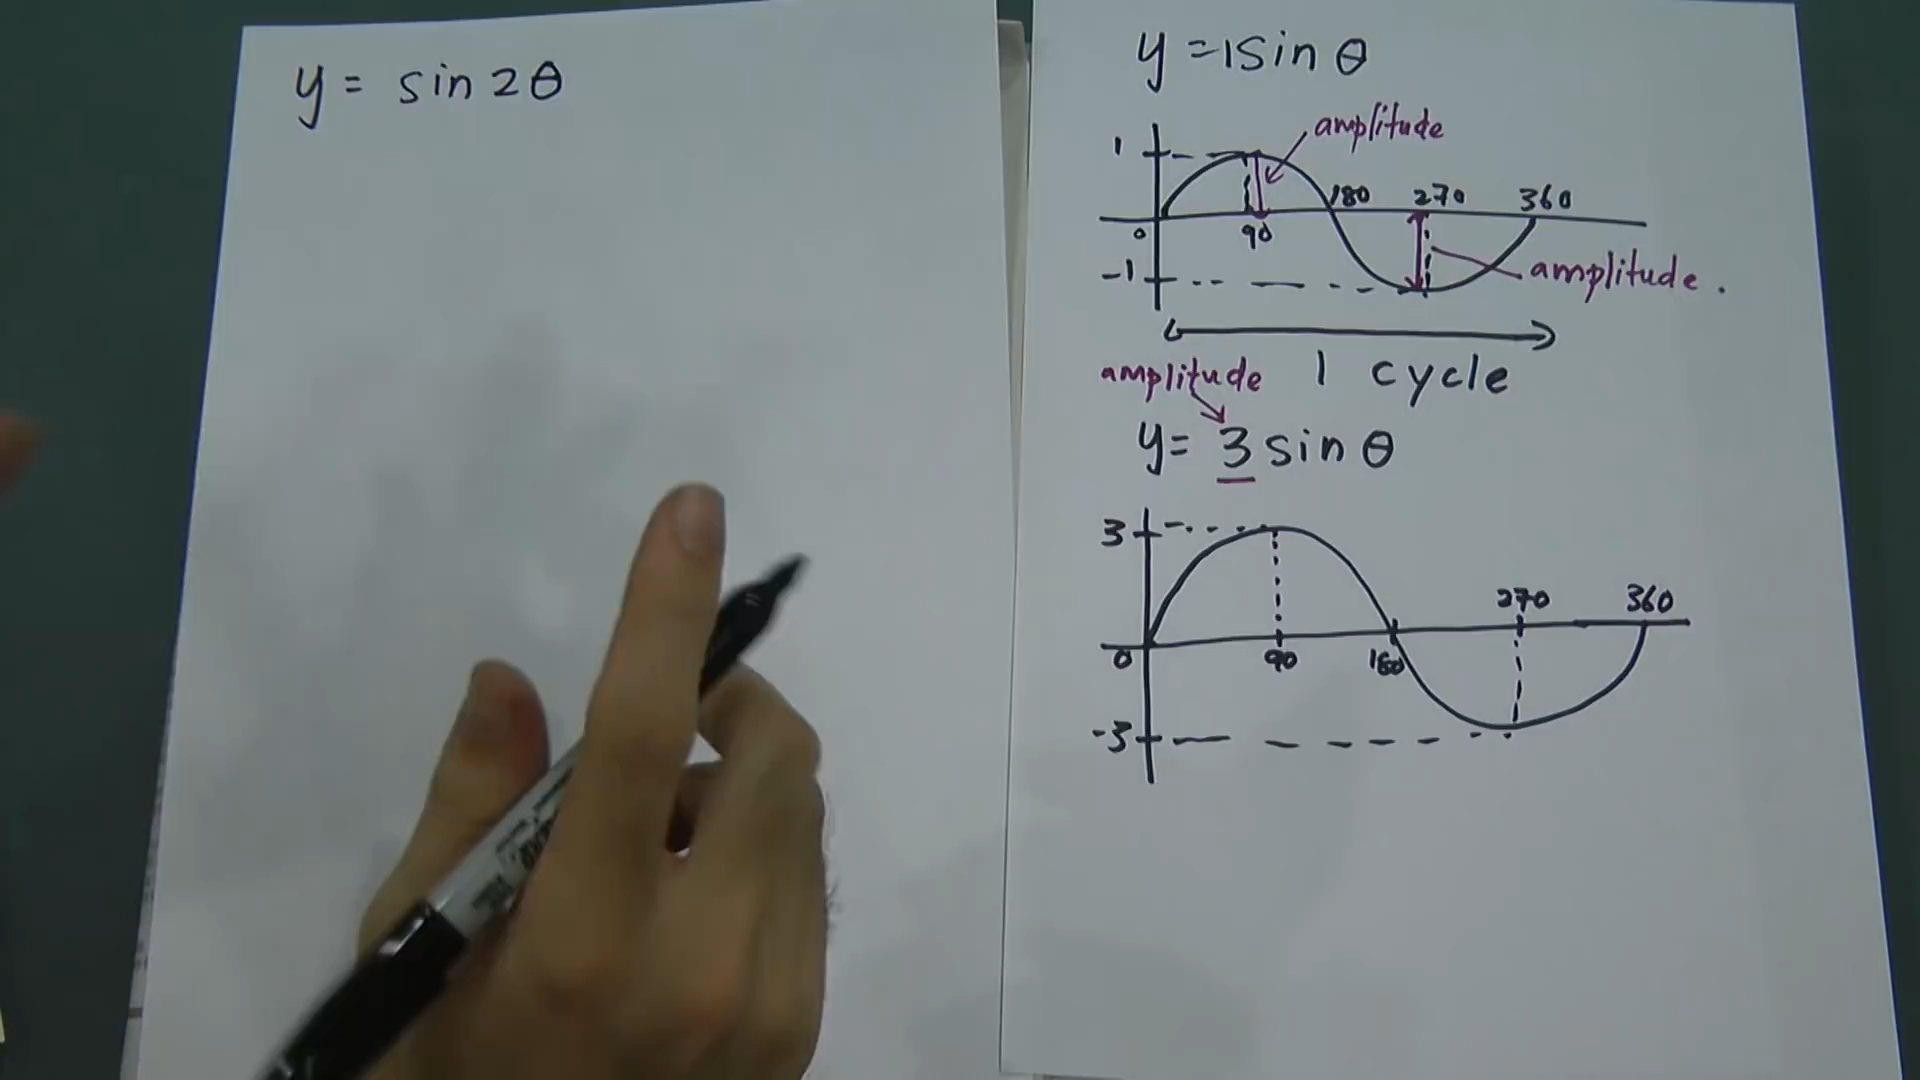 y = sin 2θ
y = 1sin θ
amplitude
1
180 270 360
0 90
-1
amplitude.
1 cycle
amplitude
y = 3 sin θ
3
270 360
0 90 180
-3